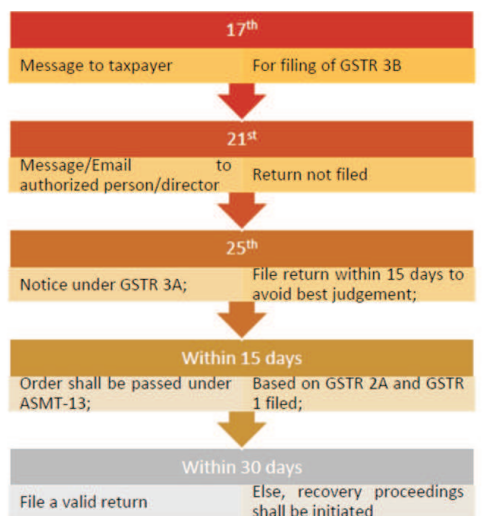 17th
Message to taxpayer
For filing of GSTR 3B
21st
Message/Email to
authorized person/director
Return not filed
25th
Notice under GSTR 3A;
File return within 15 days to
avoid best judgement;
Within 15 days
Order shall be passed under
ASMT-13;
Based on GSTR 2A and GSTR
1 filed;
Within 30 days
File a valid return
Else, recovery proceedings
shall be initiated